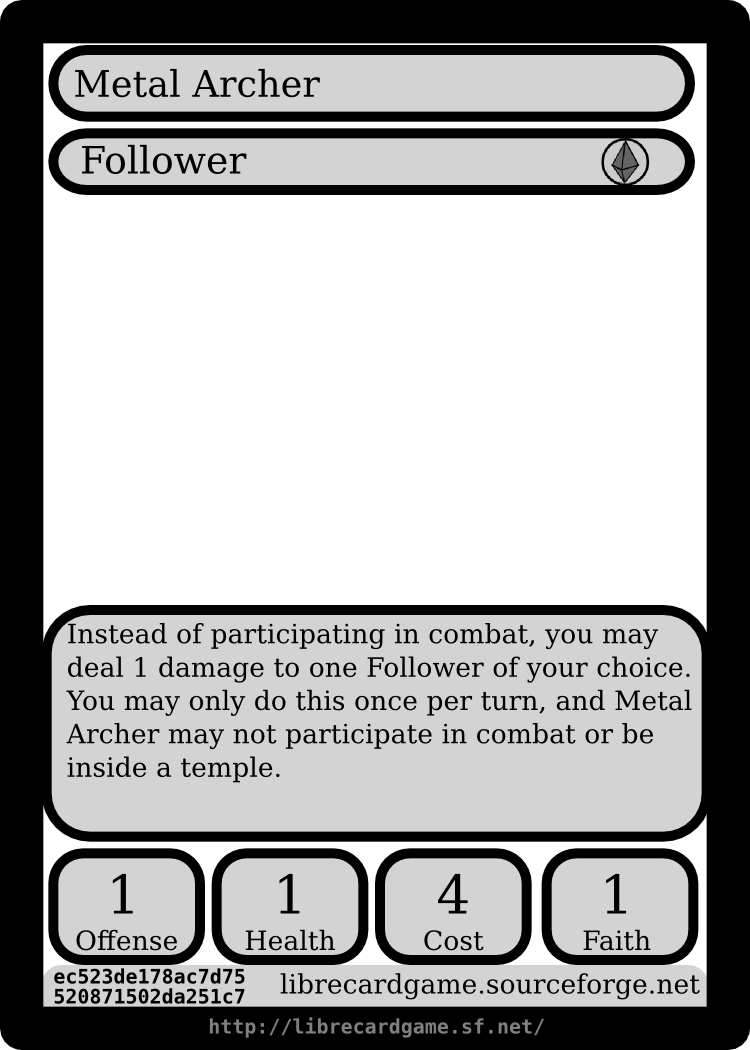 Metal Archer
Follower
Instead of participating in combat, you may
deal 1 damage to one Follower of your choice.
You may only do this once per turn, and Metal
Archer may not participate in combat or be
inside a temple.
1
Offense
1
Health
4
Cost
1
Faith
ec523de178ac7d75
520871502da251c7
librecardgame.sourceforge.net
http://librecardgame.sf.net/